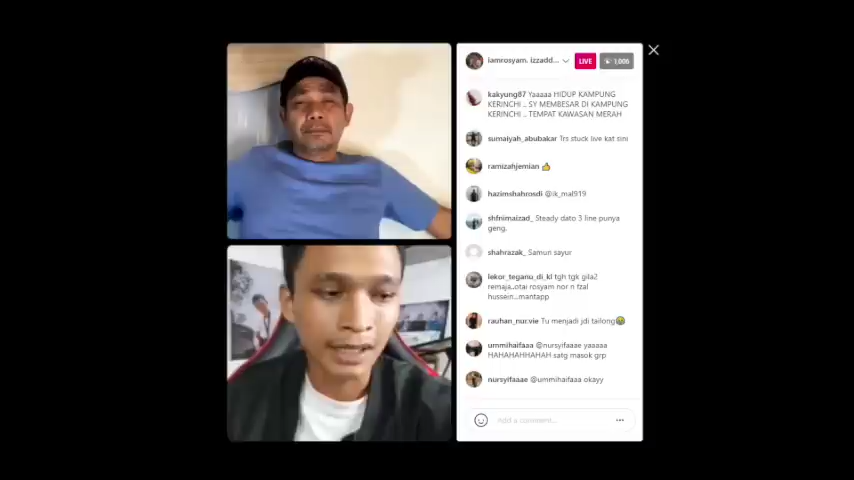 iamrosyam. izzadd...
LIVE
1,006
kakyung87 Yaaaaa HIDUP KAMPUNG
KERINCHI .. SY MEMBESAR DI KAMPUNG
KERINCHI .. TEMPAT KAWASAN MERAH
sumaiyah_abubakar Trs stuck live kat sini
ramizahjemian 👍
hazimshahrosdi @ik_mal919
shfnimaizad_ Steady dato 3 line punya
geng.
shahrazak_ Samun sayur
lekor_teganu_di_kl tgh tgk gila2
remaja..otai rosyam nor n fzal
hussein...mantapp
rauhan_nur.vie Tu menjadi jdi tailong😂
ummihaifaaa @nursyifaaae yaaaaa
HAHAHAHHAHAH satg masok grp
nursyifaaae @ummihaifaaa okayy
Add a comment...